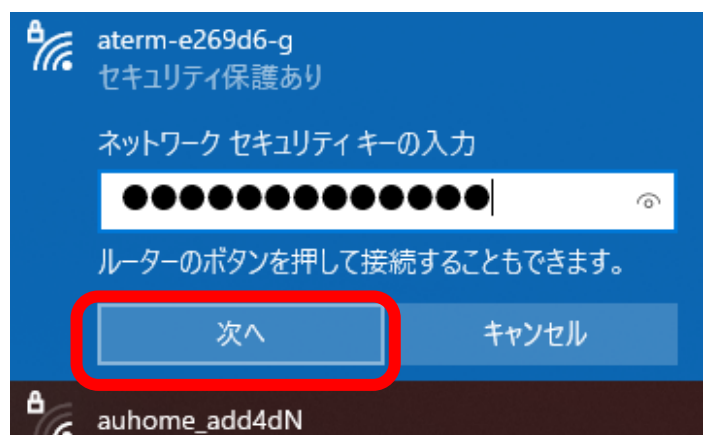 aterm-e269d6-g
セキュリティ保護あり
ネットワーク セキュリティ キーの入力
●●●●●●●●●●●●●
ルーターのボタンを押して接続することもできます。
次へ
キャンセル
auhome_add4dN